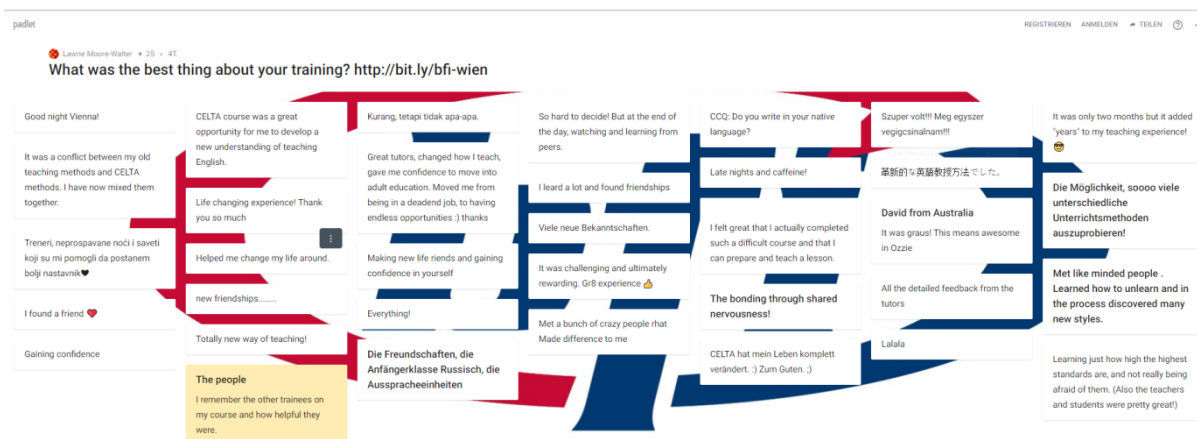 padlet
REGISTRIEREN ANMELDEN TEILEN
Lawrie Moore-Walter • 25 • 4T.
What was the best thing about your training? http://bit.ly/bfi-wien
Good night Vienna!
It was a conflict between my old
teaching methods and CELTA
methods. I have now mixed them
together.
Treneri, neprospavane noći i saveti
koji su mi pomogli da postanem
bolji nastavnik🖤
I found a friend 💖
Gaining confidence
CELTA course was a great
opportunity for me to develop a
new understanding of teaching
English.
Life changing experience! Thank
you so much
Helped me change my life around.
new friendships........
Totally new way of teaching!
The people
I remember the other trainees on
my course and how helpful they
were.
Kurang, tetapi tidak apa-apa.
Great tutors, changed how I teach,
gave me confidence to move into
adult education. Moved me from
being in a deadend job, to having
endless opportunities :) thanks
Making new life riends and gaining
confidence in yourself
Everything!
Die Freundschaften, die
Anfängerklasse Russisch, die
Ausspracheeinheiten
So hard to decide! But at the end of
the day, watching and learning from
peers.
I leard a lot and found friendships
Viele neue Bekanntschaften.
It was challenging and ultimately
rewarding. Gr8 experience 👍
Met a bunch of crazy people rhat
Made difference to me
CCQ: Do you write in your native
language?
Late nights and caffeine!
I felt great that I actually completed
such a difficult course and that I
can prepare and teach a lesson.
The bonding through shared
nervousness!
CELTA hat mein Leben komplett
verändert. :) Zum Guten. ;)
Szuper volt!!! Meg egyszer
vegigcsinalnam!!!
革新的な英語教授方法でした。
David from Australia
It was graus! This means awesome
in Ozzie
All the detailed feedback from the
tutors
Lalala
It was only two months but it added
"years" to my teaching experience!
😎
Die Möglichkeit, soooo viele
unterschiedliche
Unterrichtsmethoden
auszuprobieren!
Met like minded people .
Learned how to unlearn and in
the process discovered many
new styles.
Learning just how high the highest
standards are, and not really being
afraid of them. (Also the teachers
and students were pretty great!)